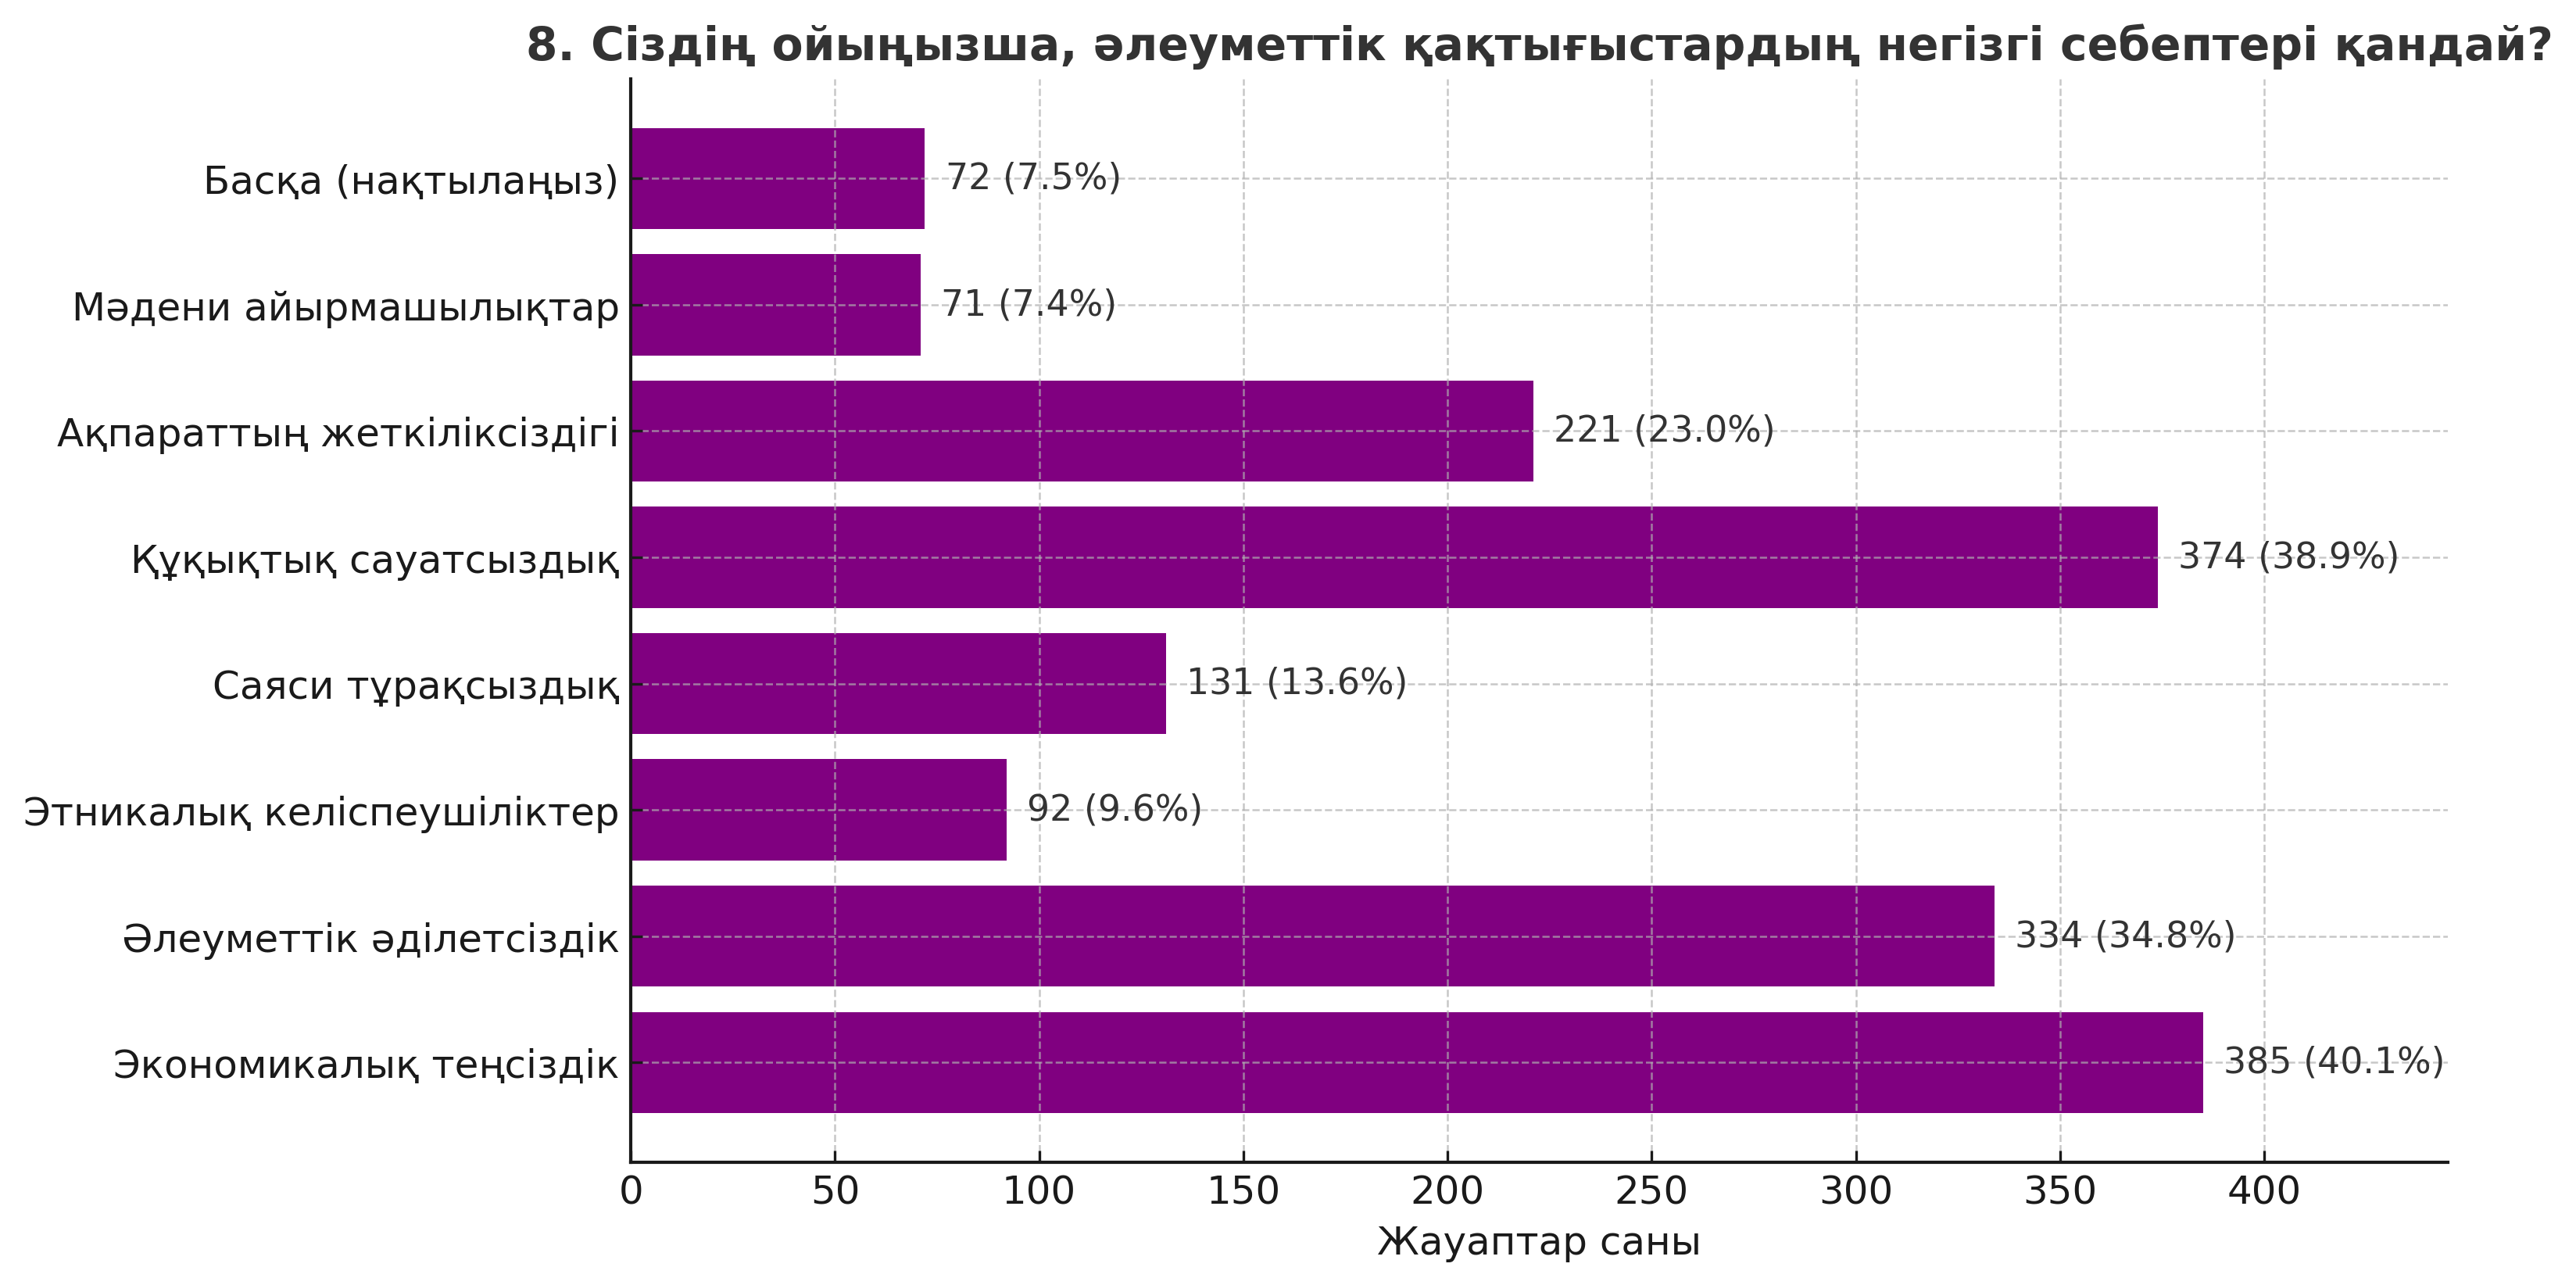 8. Сіздің ойыңызша, әлеуметтік қақтығыстардың негізгі себептері қандай?
Басқа (нақтылаңыз) 72 (7.5%)
Мәдени айырмашылықтар 71 (7.4%)
Ақпараттың жеткіліксіздігі 221 (23.0%)
Құқықтық сауатсыздық 374 (38.9%)
Саяси тұрақсыздық 131 (13.6%)
Этникалық келіспеушіліктер 92 (9.6%)
Әлеуметтік әділетсіздік 334 (34.8%)
Экономикалық теңсіздік 385 (40.1%)
0 50 100 150 200 250 300 350 400
Жауаптар саны